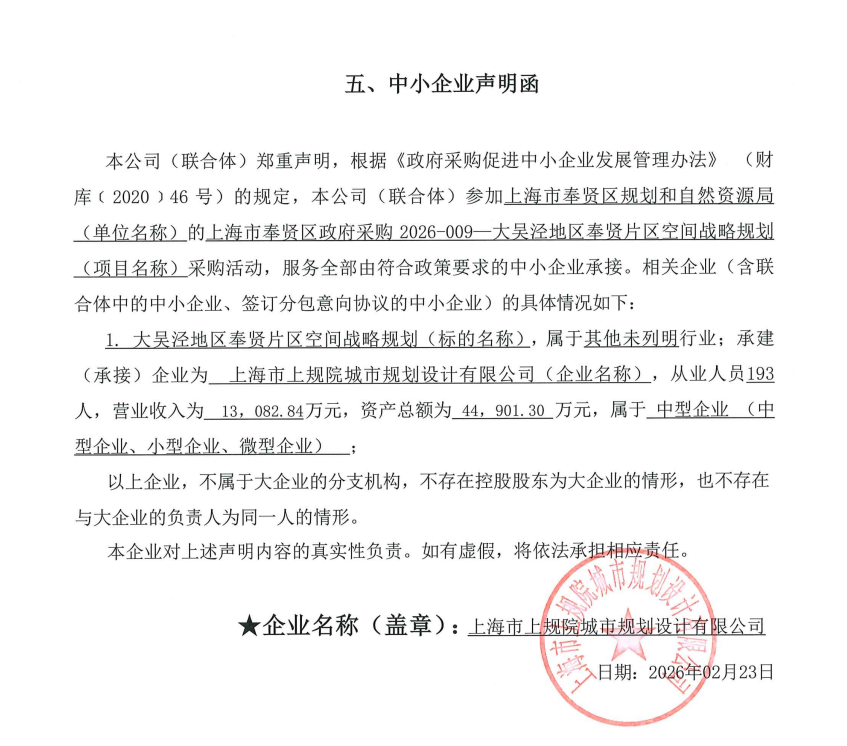 五、中小企业声明函
本公司（联合体）郑重声明，根据《政府采购促进中小企业发展管理办法》（财
库﹝2020﹞46 号）的规定，本公司（联合体）参加上海市奉贤区规划和自然资源局
（单位名称）的上海市奉贤区政府采购 2026-009—大吴泾地区奉贤片区空间战略规划
（项目名称）采购活动，服务全部由符合政策要求的中小企业承接。相关企业（含联
合体中的中小企业、签订分包意向协议的中小企业）的具体情况如下：
1. 大吴泾地区奉贤片区空间战略规划（标的名称），属于其他未列明行业；承建
（承接）企业为 上海市上规院城市规划设计有限公司（企业名称），从业人员193
人，营业收入为 13，082.84万元，资产总额为 44，901.30 万元，属于 中型企业 （中
型企业、小型企业、微型企业） ；
以上企业，不属于大企业的分支机构，不存在控股股东为大企业的情形，也不存在
与大企业的负责人为同一人的情形。
本企业对上述声明内容的真实性负责。如有虚假，将依法承担相应责任。
★企业名称（盖章）：上海市上规院城市规划设计有限公司
日期：2026年02月23日
上海市上规院城市规划设计有限公司